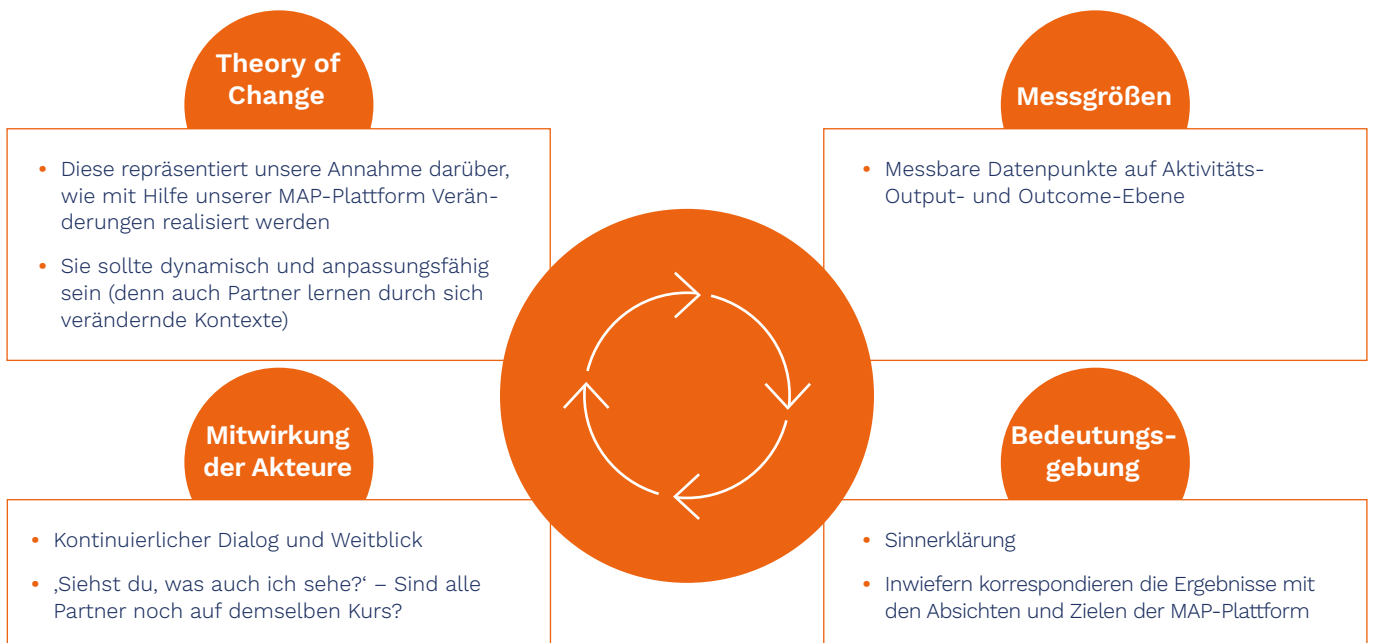 Theory of
Change
• Diese repräsentiert unsere Annahme darüber,
wie mit Hilfe unserer MAP-Plattform Verän-
derungen realisiert werden
• Sie sollte dynamisch und anpassungsfähig
sein (denn auch Partner lernen durch sich
verändernde Kontexte)
Messgrößen
• Messbare Datenpunkte auf Aktivitäts-
Output- und Outcome-Ebene
Mitwirkung
der Akteure
• Kontinuierlicher Dialog und Weitblick
• ‚Siehst du, was auch ich sehe?‘ – Sind alle
Partner noch auf demselben Kurs?
Bedeutungs-
gebung
• Sinnerklärung
• Inwiefern korrespondieren die Ergebnisse mit
den Absichten und Zielen der MAP-Plattform